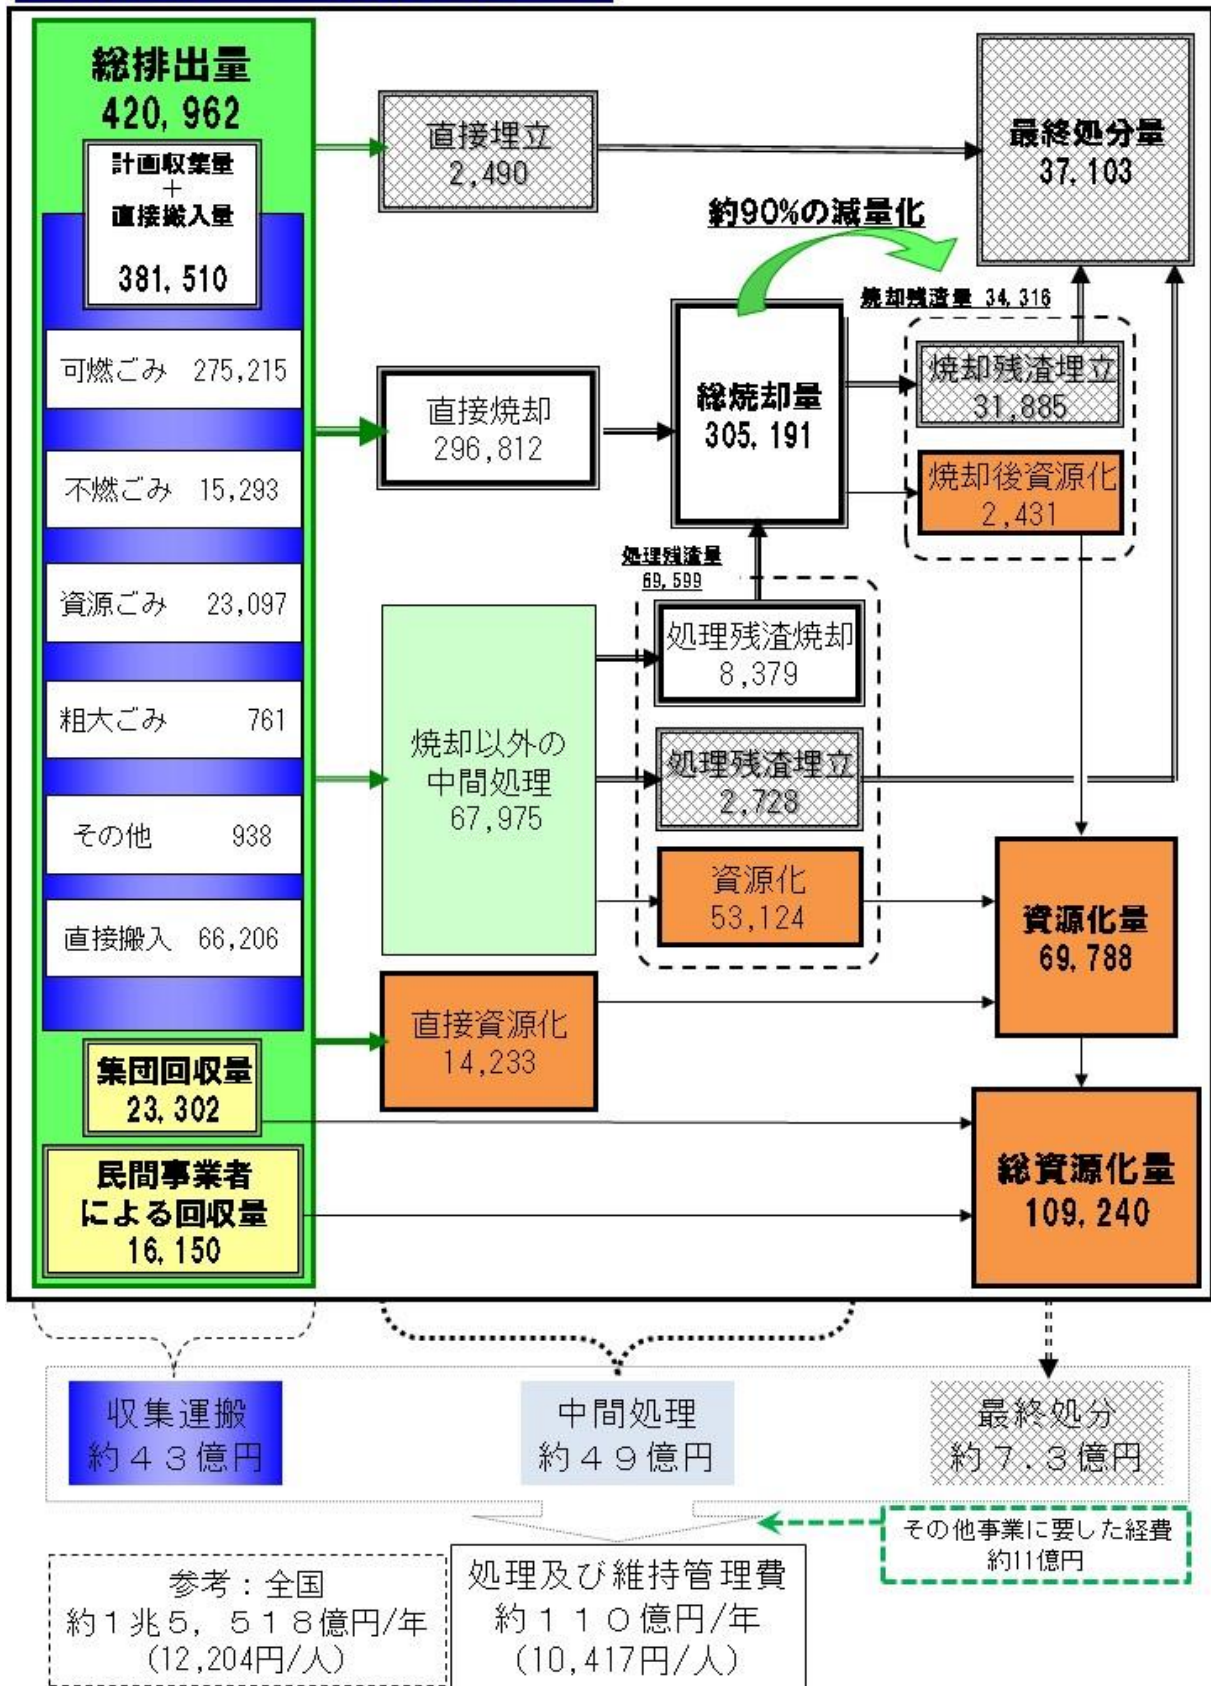 総排出量
420,962
計画収集量
+
直接搬入量
381,510
可燃ごみ 275,215
不燃ごみ 15,293
資源ごみ 23,097
粗大ごみ 761
その他 938
直接搬入 66,206
集団回収量
23,302
民間事業者
による回収量
16,150
直接埋立
2,490
直接焼却
296,812
焼却以外の
中間処理
67,975
直接資源化
14,233
約90%の減量化
総焼却量
305,191
処理残渣量
69,599
処理残渣焼却
8,379
処理残渣埋立
2,728
資源化
53,124
最終処分量
37,103
焼却残渣量 34,316
焼却残渣埋立
31,885
焼却後資源化
2,431
資源化量
69,788
総資源化量
109,240
収集運搬
約43億円
中間処理
約49億円
最終処分
約7.3億円
その他事業に要した経費
約11億円
参考:全国
約1兆5,518億円/年
(12,204円/人)
処理及び維持管理費
約110億円/年
(10,417円/人)